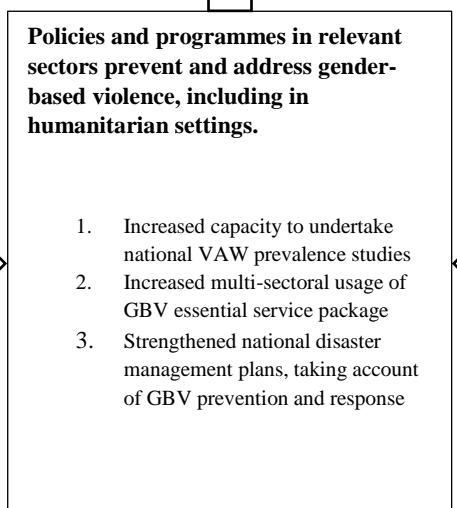 Policies and programmes in relevant
sectors prevent and address gender-
based violence, including in
humanitarian settings.
1. Increased capacity to undertake
national VAW prevalence studies
2. Increased multi-sectoral usage of
GBV essential service package
3. Strengthened national disaster
management plans, taking account
of GBV prevention and response